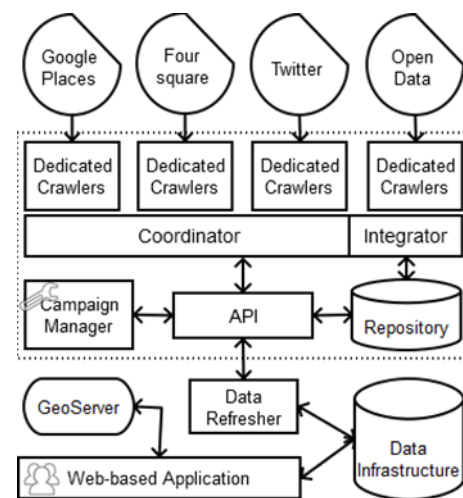 Google
Places
Four
square
Twitter
Open
Data
Dedicated
Crawlers
Dedicated
Crawlers
Dedicated
Crawlers
Dedicated
Crawlers
Coordinator
Integrator
Campaign
Manager
API
Repository
GeoServer
Data
Refresher
Data
Infrastructure
Web-based Application